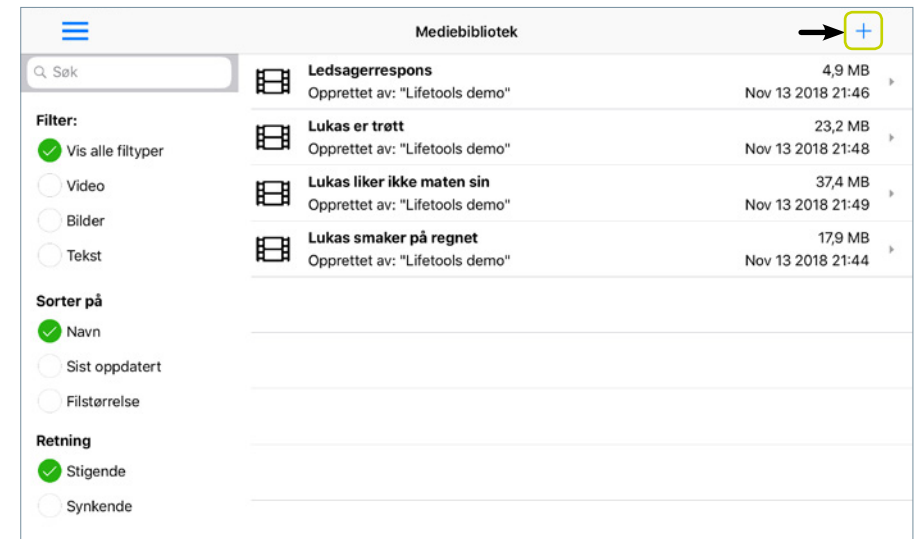 Mediebibliotek
Søk
Filter:
Vis alle filtyper
Video
Bilder
Tekst
Sorter på
Navn
Sist oppdatert
Filstørrelse
Retning
Stigende
Synkende
Ledsagerrespons 4,9 MB
Opprettet av: "Lifetools demo" Nov 13 2018 21:46
Lukas er trøtt 23,2 MB
Opprettet av: "Lifetools demo" Nov 13 2018 21:48
Lukas liker ikke maten sin 37,4 MB
Opprettet av: "Lifetools demo" Nov 13 2018 21:49
Lukas smaker på regnet 17,9 MB
Opprettet av: "Lifetools demo" Nov 13 2018 21:44